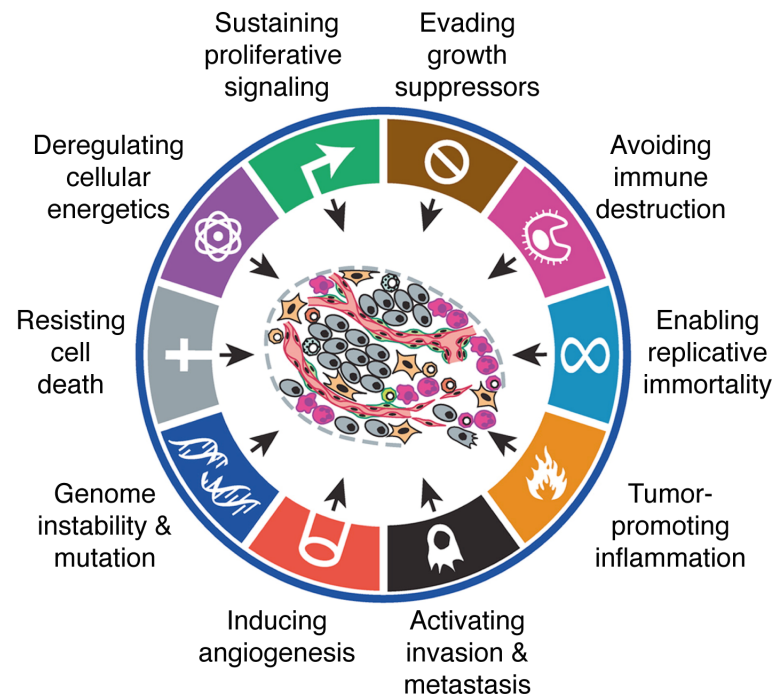 Sustaining
proliferative
signaling
Evading
growth
suppressors
Avoiding
immune
destruction
Enabling
replicative
immortality
Tumor-
promoting
inflammation
Activating
invasion &
metastasis
Inducing
angiogenesis
Genome
instability &
mutation
Resisting
cell
death
Deregulating
cellular
energetics